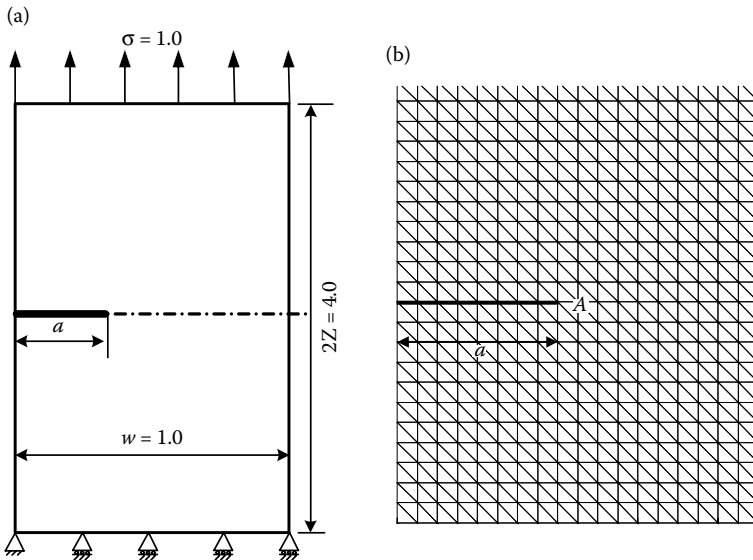 (a)
σ = 1.0
a
w = 1.0
2Z = 4.0
(b)
A
a